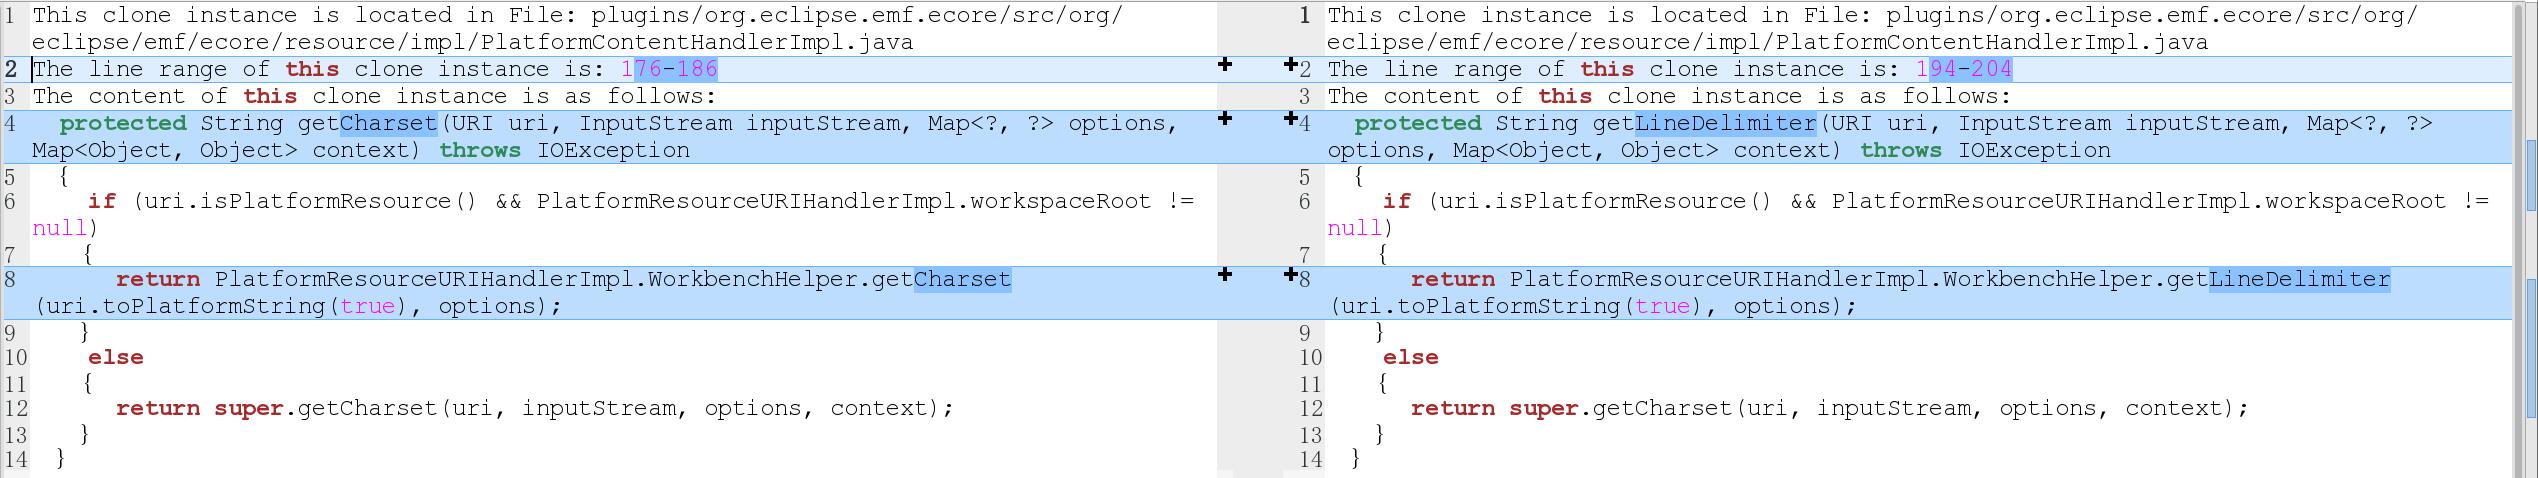 1 This clone instance is located in File: plugins/org.eclipse.emf.ecore/src/org/
eclipse/emf/ecore/resource/impl/PlatformContentHandlerImpl.java
2 The line range of this clone instance is: 176-186
3 The content of this clone instance is as follows:
4 protected String getCharset(URI uri, InputStream inputStream, Map<?, ?> options,
Map<Object, Object> context) throws IOException
5 {
6 if (uri.isPlatformResource() && PlatformResourceURIHandlerImpl.workspaceRoot !=
null)
7 {
8 return PlatformResourceURIHandlerImpl.WorkbenchHelper.getCharset
(uri.toPlatformString(true), options);
9 }
10 else
11 {
12 return super.getCharset(uri, inputStream, options, context);
13 }
14 }
1 This clone instance is located in File: plugins/org.eclipse.emf.ecore/src/org/
eclipse/emf/ecore/resource/impl/PlatformContentHandlerImpl.java
2 The line range of this clone instance is: 194-204
3 The content of this clone instance is as follows:
4 protected String getLineDelimiter(URI uri, InputStream inputStream, Map<?, ?>
options, Map<Object, Object> context) throws IOException
5 {
6 if (uri.isPlatformResource() && PlatformResourceURIHandlerImpl.workspaceRoot !=
null)
7 {
8 return PlatformResourceURIHandlerImpl.WorkbenchHelper.getLineDelimiter
(uri.toPlatformString(true), options);
9 }
10 else
11 {
12 return super.getCharset(uri, inputStream, options, context);
13 }
14 }